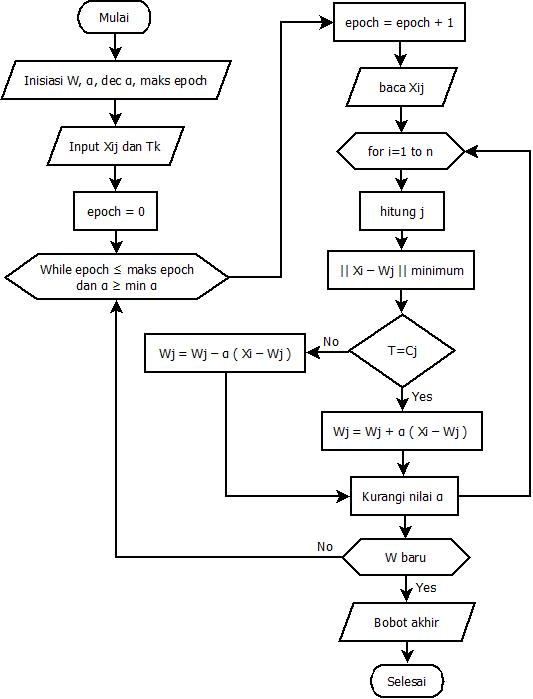 Mulai
Inisiasi W, α, dec α, maks epoch
Input Xij dan Tk
epoch = 0
While epoch ≤ maks epoch
dan α ≥ min α
epoch = epoch + 1
baca Xij
for i=1 to n
hitung j
|| Xi – Wj || minimum
T=Cj
No
Wj = Wj – α ( Xi – Wj )
Yes
Wj = Wj + α ( Xi – Wj )
Kurangi nilai α
W baru
No
Yes
Bobot akhir
Selesai